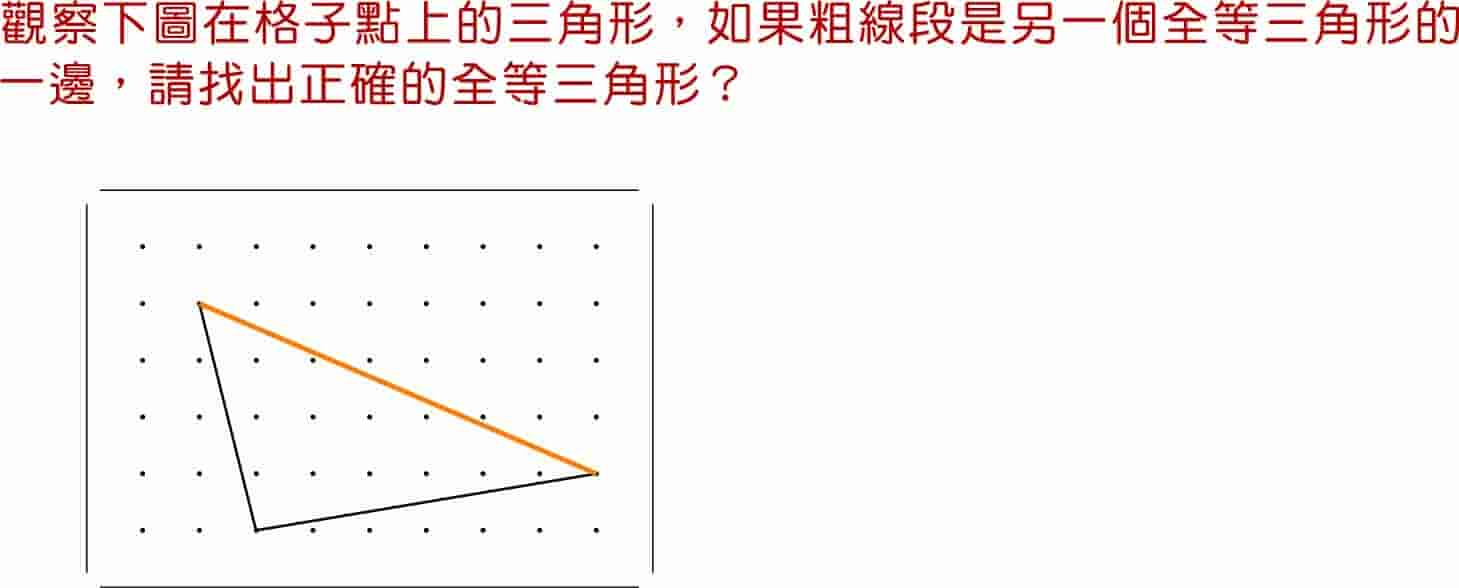 觀察下圖在格子點上的三角形，如果粗線段是另一個全等三角形的
一邊，請找出正確的全等三角形？